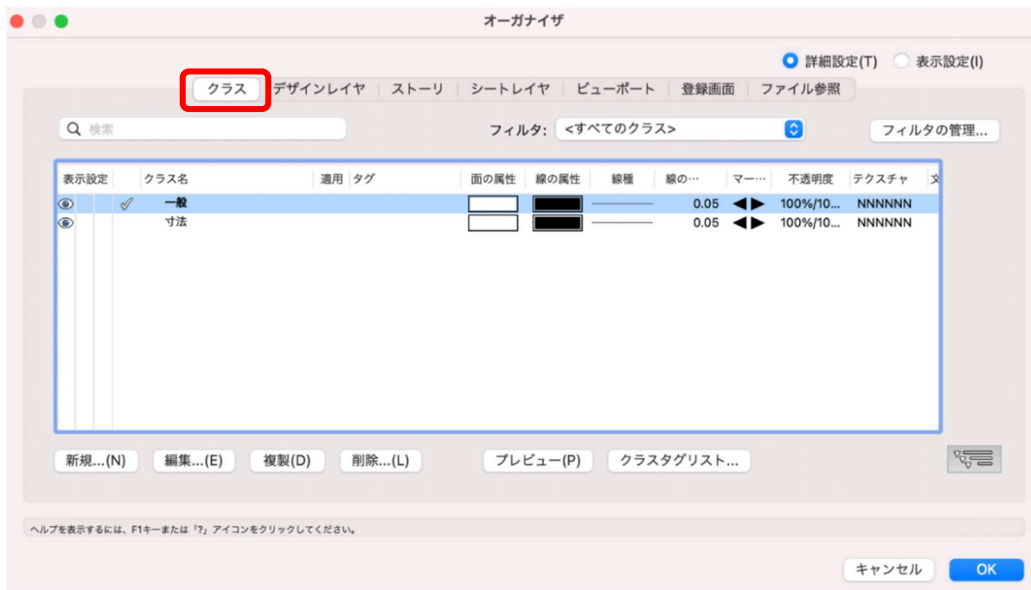 オーガナイザ
詳細設定(T) 表示設定(I)
クラス デザインレイヤ ストーリ シートレイヤ ビューポート 登録画面 ファイル参照
検索 フィルタ: <すべてのクラス> フィルタの管理...
表示設定 クラス名 適用 タグ 面の属性 線の属性 線種 線の… マー… 不透明度 テクスチャ 文
一般 0.05 100%/10... NNNNNN
寸法 0.05 100%/10... NNNNNN
新規...(N) 編集...(E) 複製(D) 削除...(L) プレビュー(P) クラスタグリスト...
ヘルプを表示するには、F1キーまたは「?」アイコンをクリックしてください。
キャンセル OK